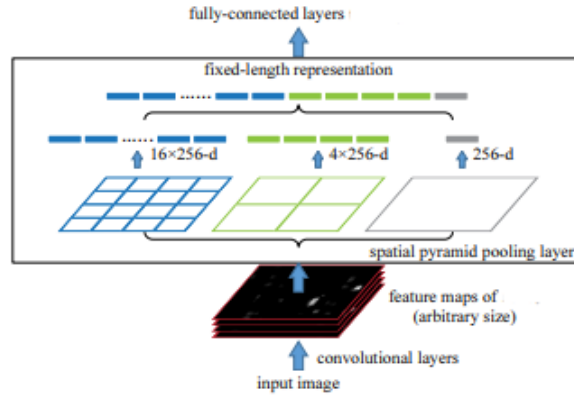 fully-connected layers
fixed-length representation
......
......
16×256-d
4×256-d
256-d
spatial pyramid pooling layer
feature maps of
(arbitrary size)
convolutional layers
input image